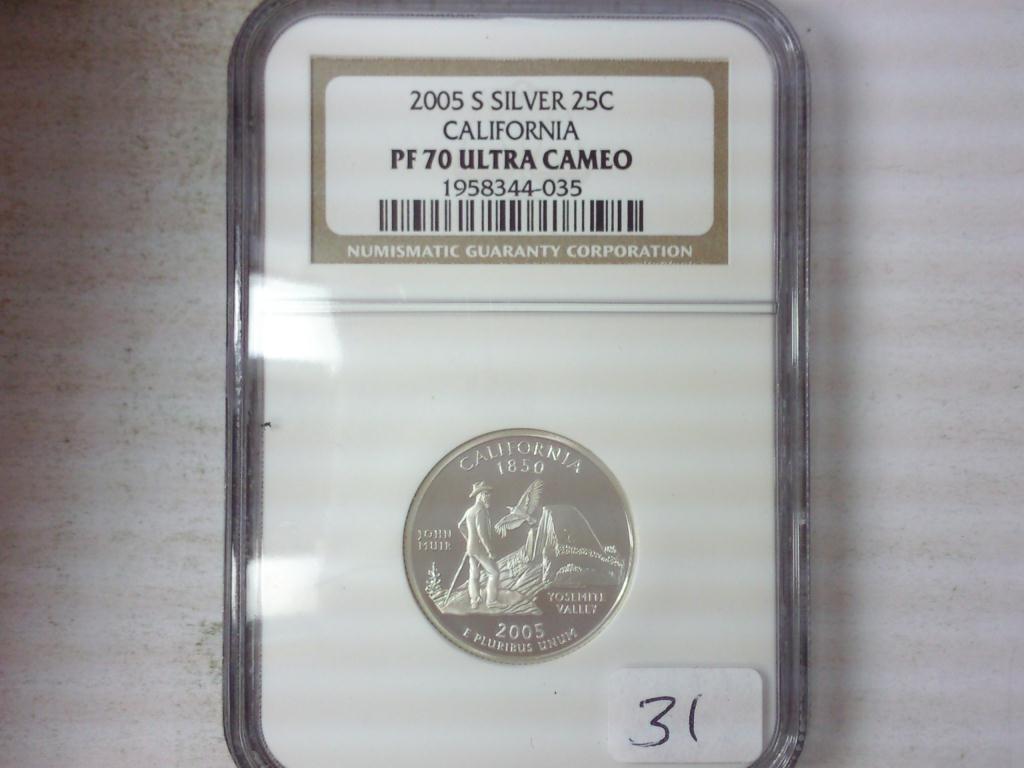 2005 S SILVER 25C
CALIFORNIA
PF 70 ULTRA CAMEO
1958344-035
NUMISMATIC GUARANTY CORPORATION
CALIFORNIA
1850
JOHN
MUIR
YOSEMITE
VALLEY
2005
E PLURIBUS UNUM
31